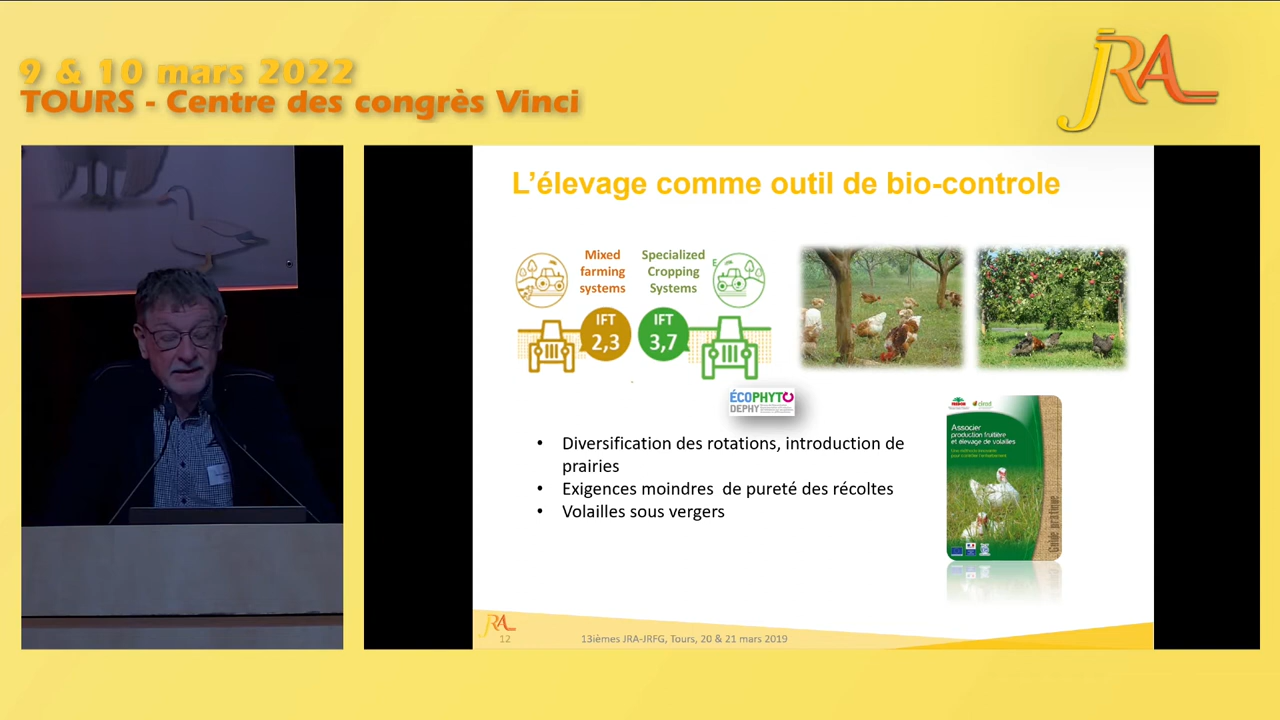 9 & 10 mars 2022
TOURS - Centre des congrès Vinci
JRA
L'élevage comme outil de bio-controle
Mixed
farming
systems
Specialized
Cropping
Systems
E
IFT
2,3
IFT
3,7
ÉCOPHYTO
DEPHY
• Diversification des rotations, introduction de
prairies
• Exigences moindres de pureté des récoltes
• Volailles sous vergers
Associer
production fruitière
et élevage de volailles
Guide pratique
JRA
12
13ièmes JRA-JRFG, Tours, 20 & 21 mars 2019